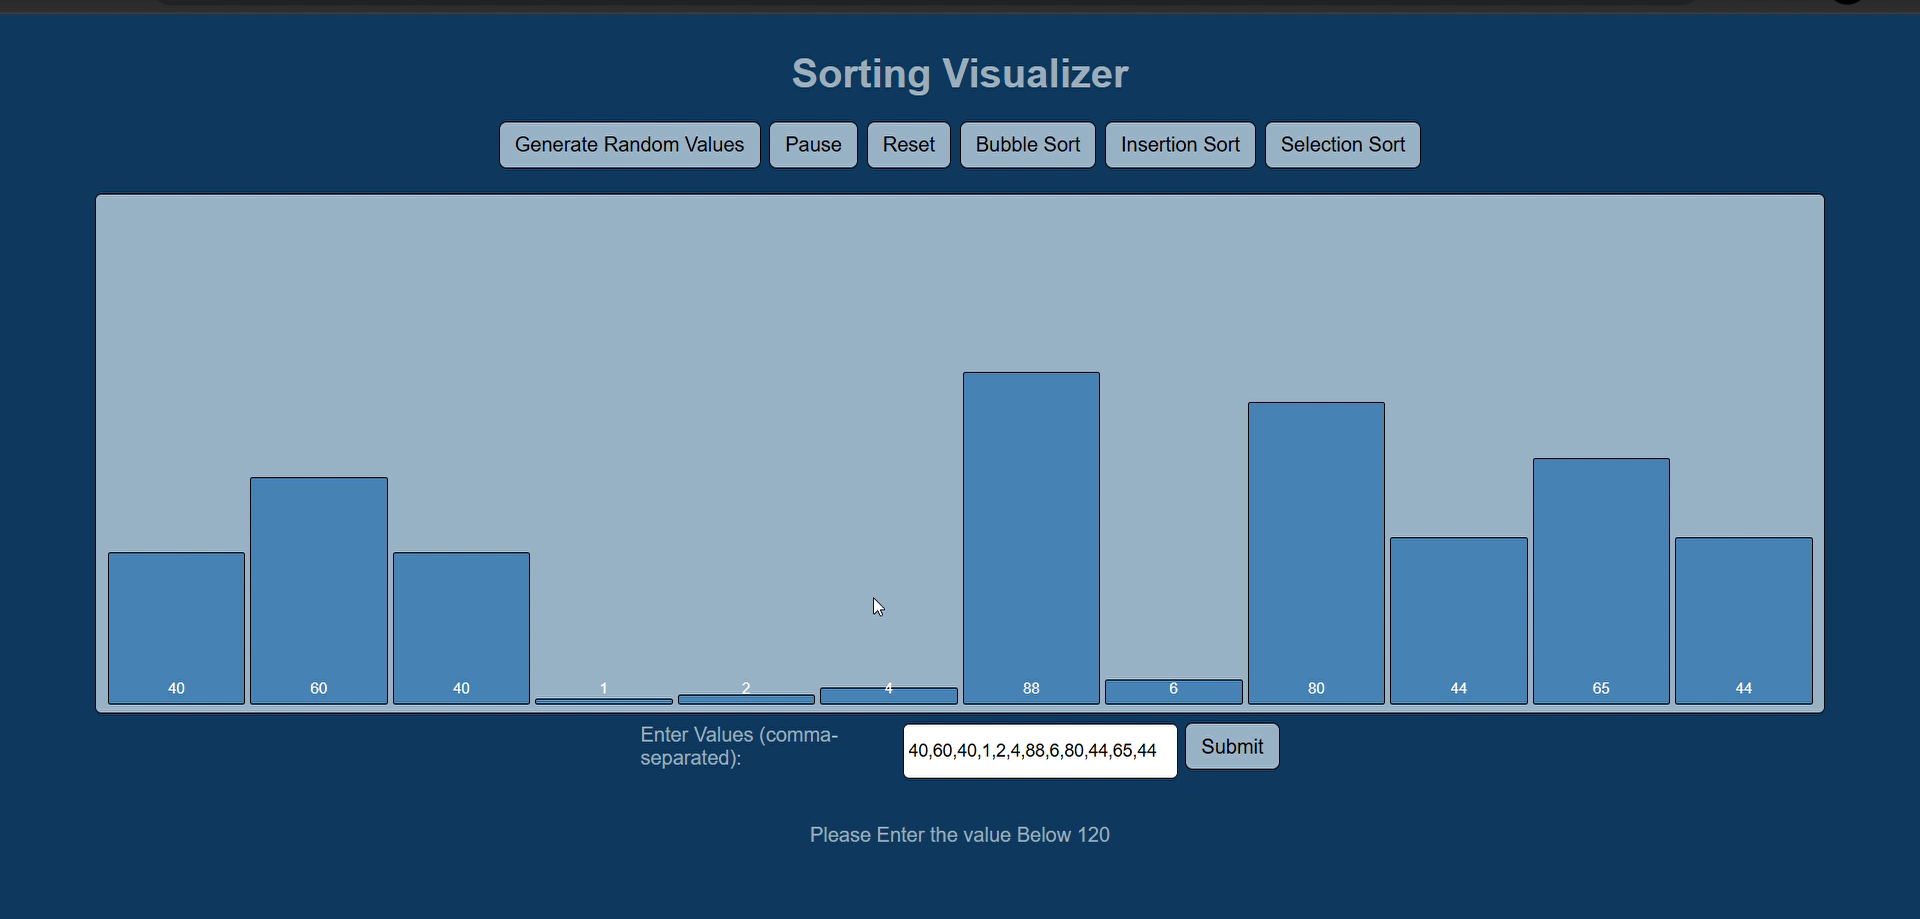 Sorting Visualizer
Generate Random Values Pause Reset Bubble Sort Insertion Sort Selection Sort
40 60 40 1 2 4 88 6 80 44 65 44
Enter Values (comma-
separated):
40,60,40,1,2,4,88,6,80,44,65,44
Submit
Please Enter the value Below 120